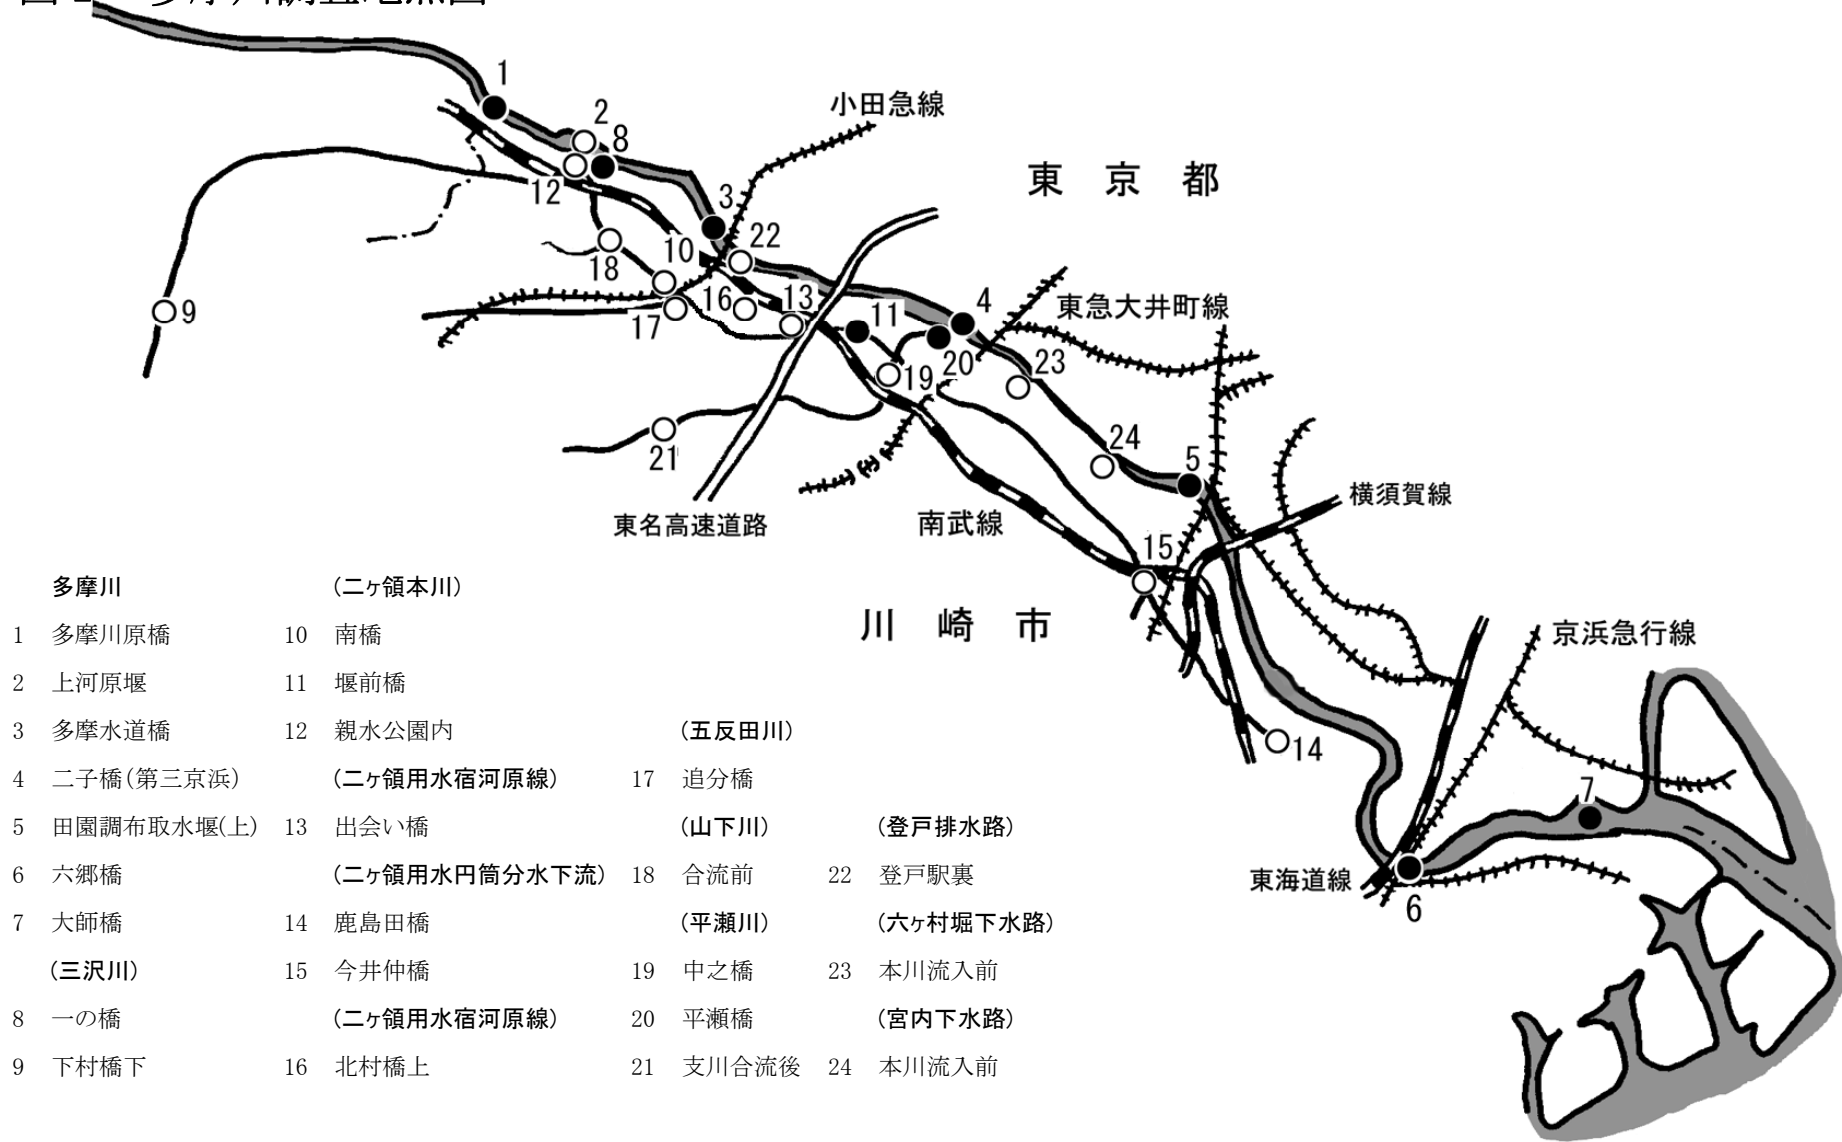 1
2
8
小田急線
東　京　都
12
3
22
10
18
9
16
13
17
11
4
東急大井町線
20
19
23
21
24
5
東名高速道路
南武線
横須賀線
15
川　崎　市
京浜急行線
14
7
東海道線
6
多摩川　(二ヶ領本川)
1　多摩川原橋　10　南橋
2　上河原堰　11　堰前橋
3　多摩水道橋　12　親水公園内　(五反田川)
4　二子橋(第三京浜)　(二ヶ領用水宿河原線)　17　追分橋
5　田園調布取水堰(上)　13　出会い橋　(山下川)　(登戸排水路)
6　六郷橋　(二ヶ領用水円筒分水下流)　18　合流前　22　登戸駅裏
7　大師橋　14　鹿島田橋　(平瀬川)　(六ヶ村堀下水路)
(三沢川)　15　今井仲橋　19　中之橋　23　本川流入前
8　一の橋　(二ヶ領用水宿河原線)　20　平瀬橋　(宮内下水路)
9　下村橋下　16　北村橋上　21　支川合流後　24　本川流入前